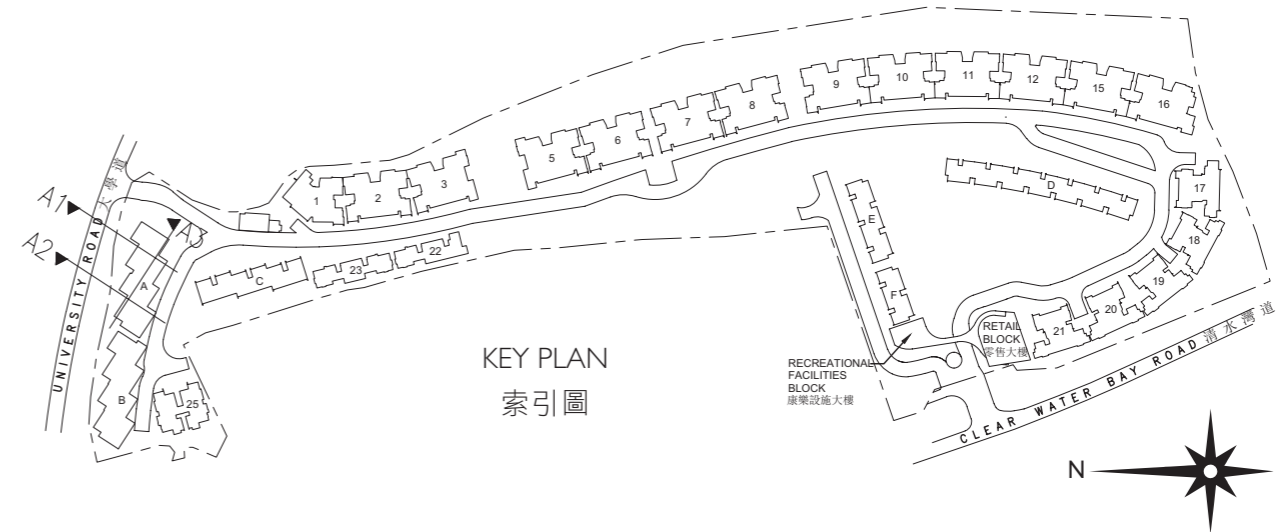 9
10
11
12
15
16
8
7
6
5
3
2
1
A1
A2
A
UNIVERSITY ROAD 大學道
A
B
25
C
23
22
D
E
F
17
18
19
20
21
RETAIL
BLOCK
零售大樓
RECREATIONAL
FACILITIES
BLOCK
康樂設施大樓
CLEAR WATER BAY ROAD 清水灣道
KEY PLAN
索引圖
N